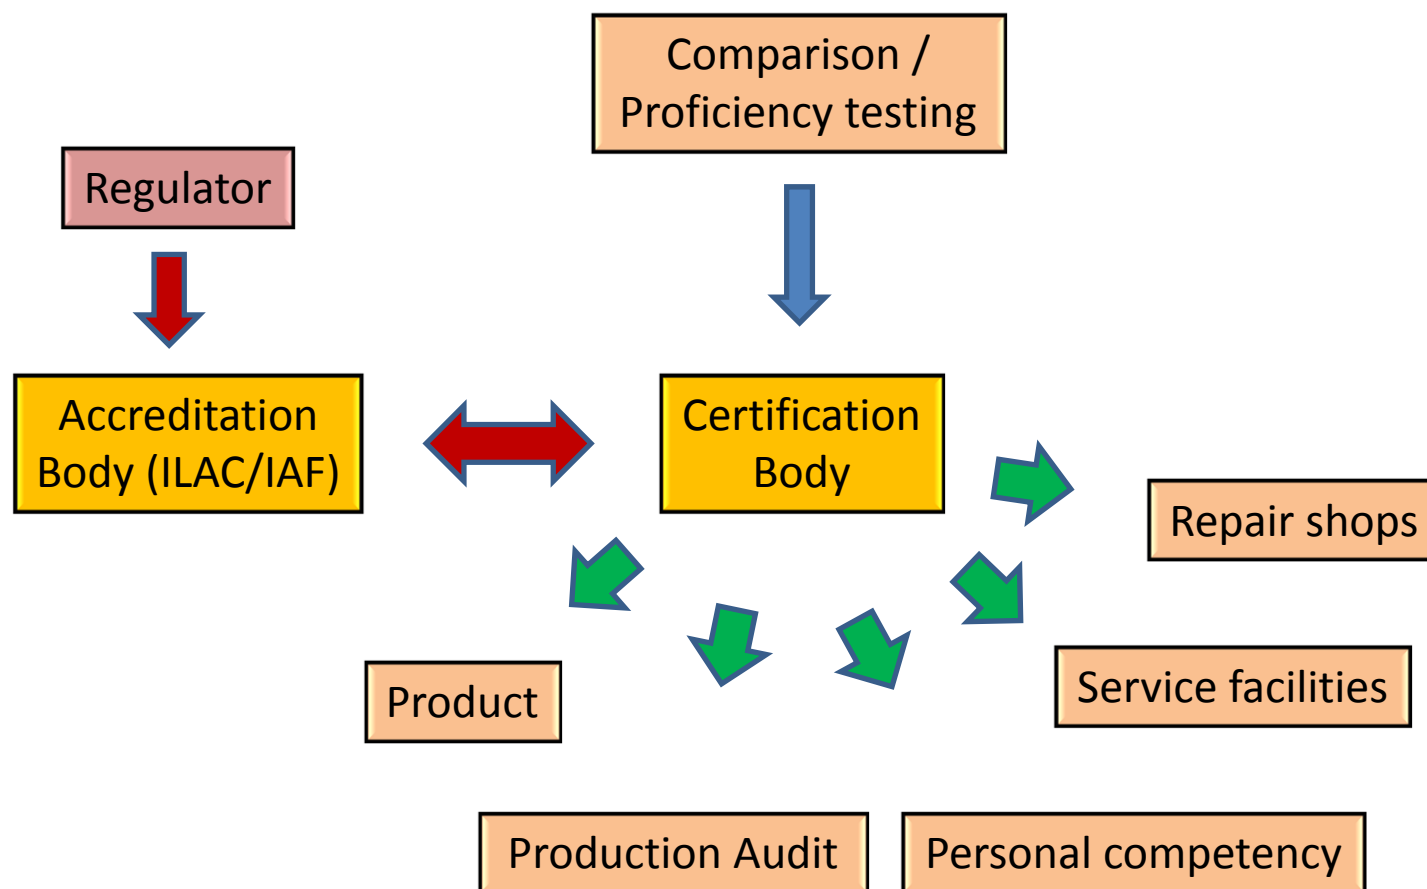 Comparison /
Proficiency testing
Regulator
Accreditation
Body (ILAC/IAF)
Certification
Body
Repair shops
Service facilities
Product
Production Audit
Personal competency